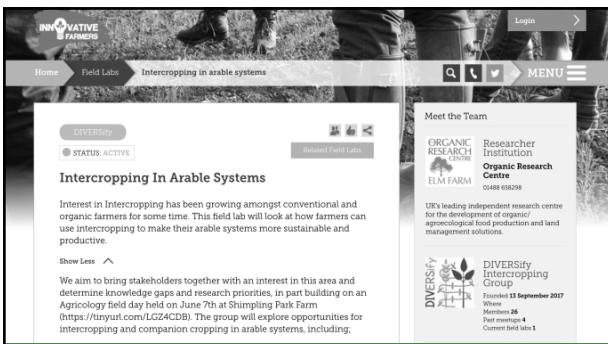 INNOVATIVE
FARMERS
Login
Home
Field Labs
Intercropping in arable systems
MENU
DIVERSify
STATUS: ACTIVE
Related Field Labs
Intercropping In Arable Systems
Interest in Intercropping has been growing amongst conventional and
organic farmers for some time. This field lab will look at how farmers can
use intercropping to make their arable systems more sustainable and
productive.
Show Less
We aim to bring stakeholders together with an interest in this area and
determine knowledge gaps and research priorities, in part building on an
Agricology field day held on June 7th at Shimpling Park Farm
(https://tinyurl.com/LGZ4CDB). The group will explore opportunities for
intercropping and companion cropping in arable systems, including;
Meet the Team
ORGANIC
RESEARCH
CENTRE
ELM FARM
Researcher
Institution
Organic Research
Centre
01488 658298
UK's leading independent research centre
for the development of organic/
agroecological food production and land
management solutions.
DIVERSify
DIVERSify
Intercropping
Group
Founded 13 September 2017
Where
Members 26
Past meetups 4
Current field labs 1